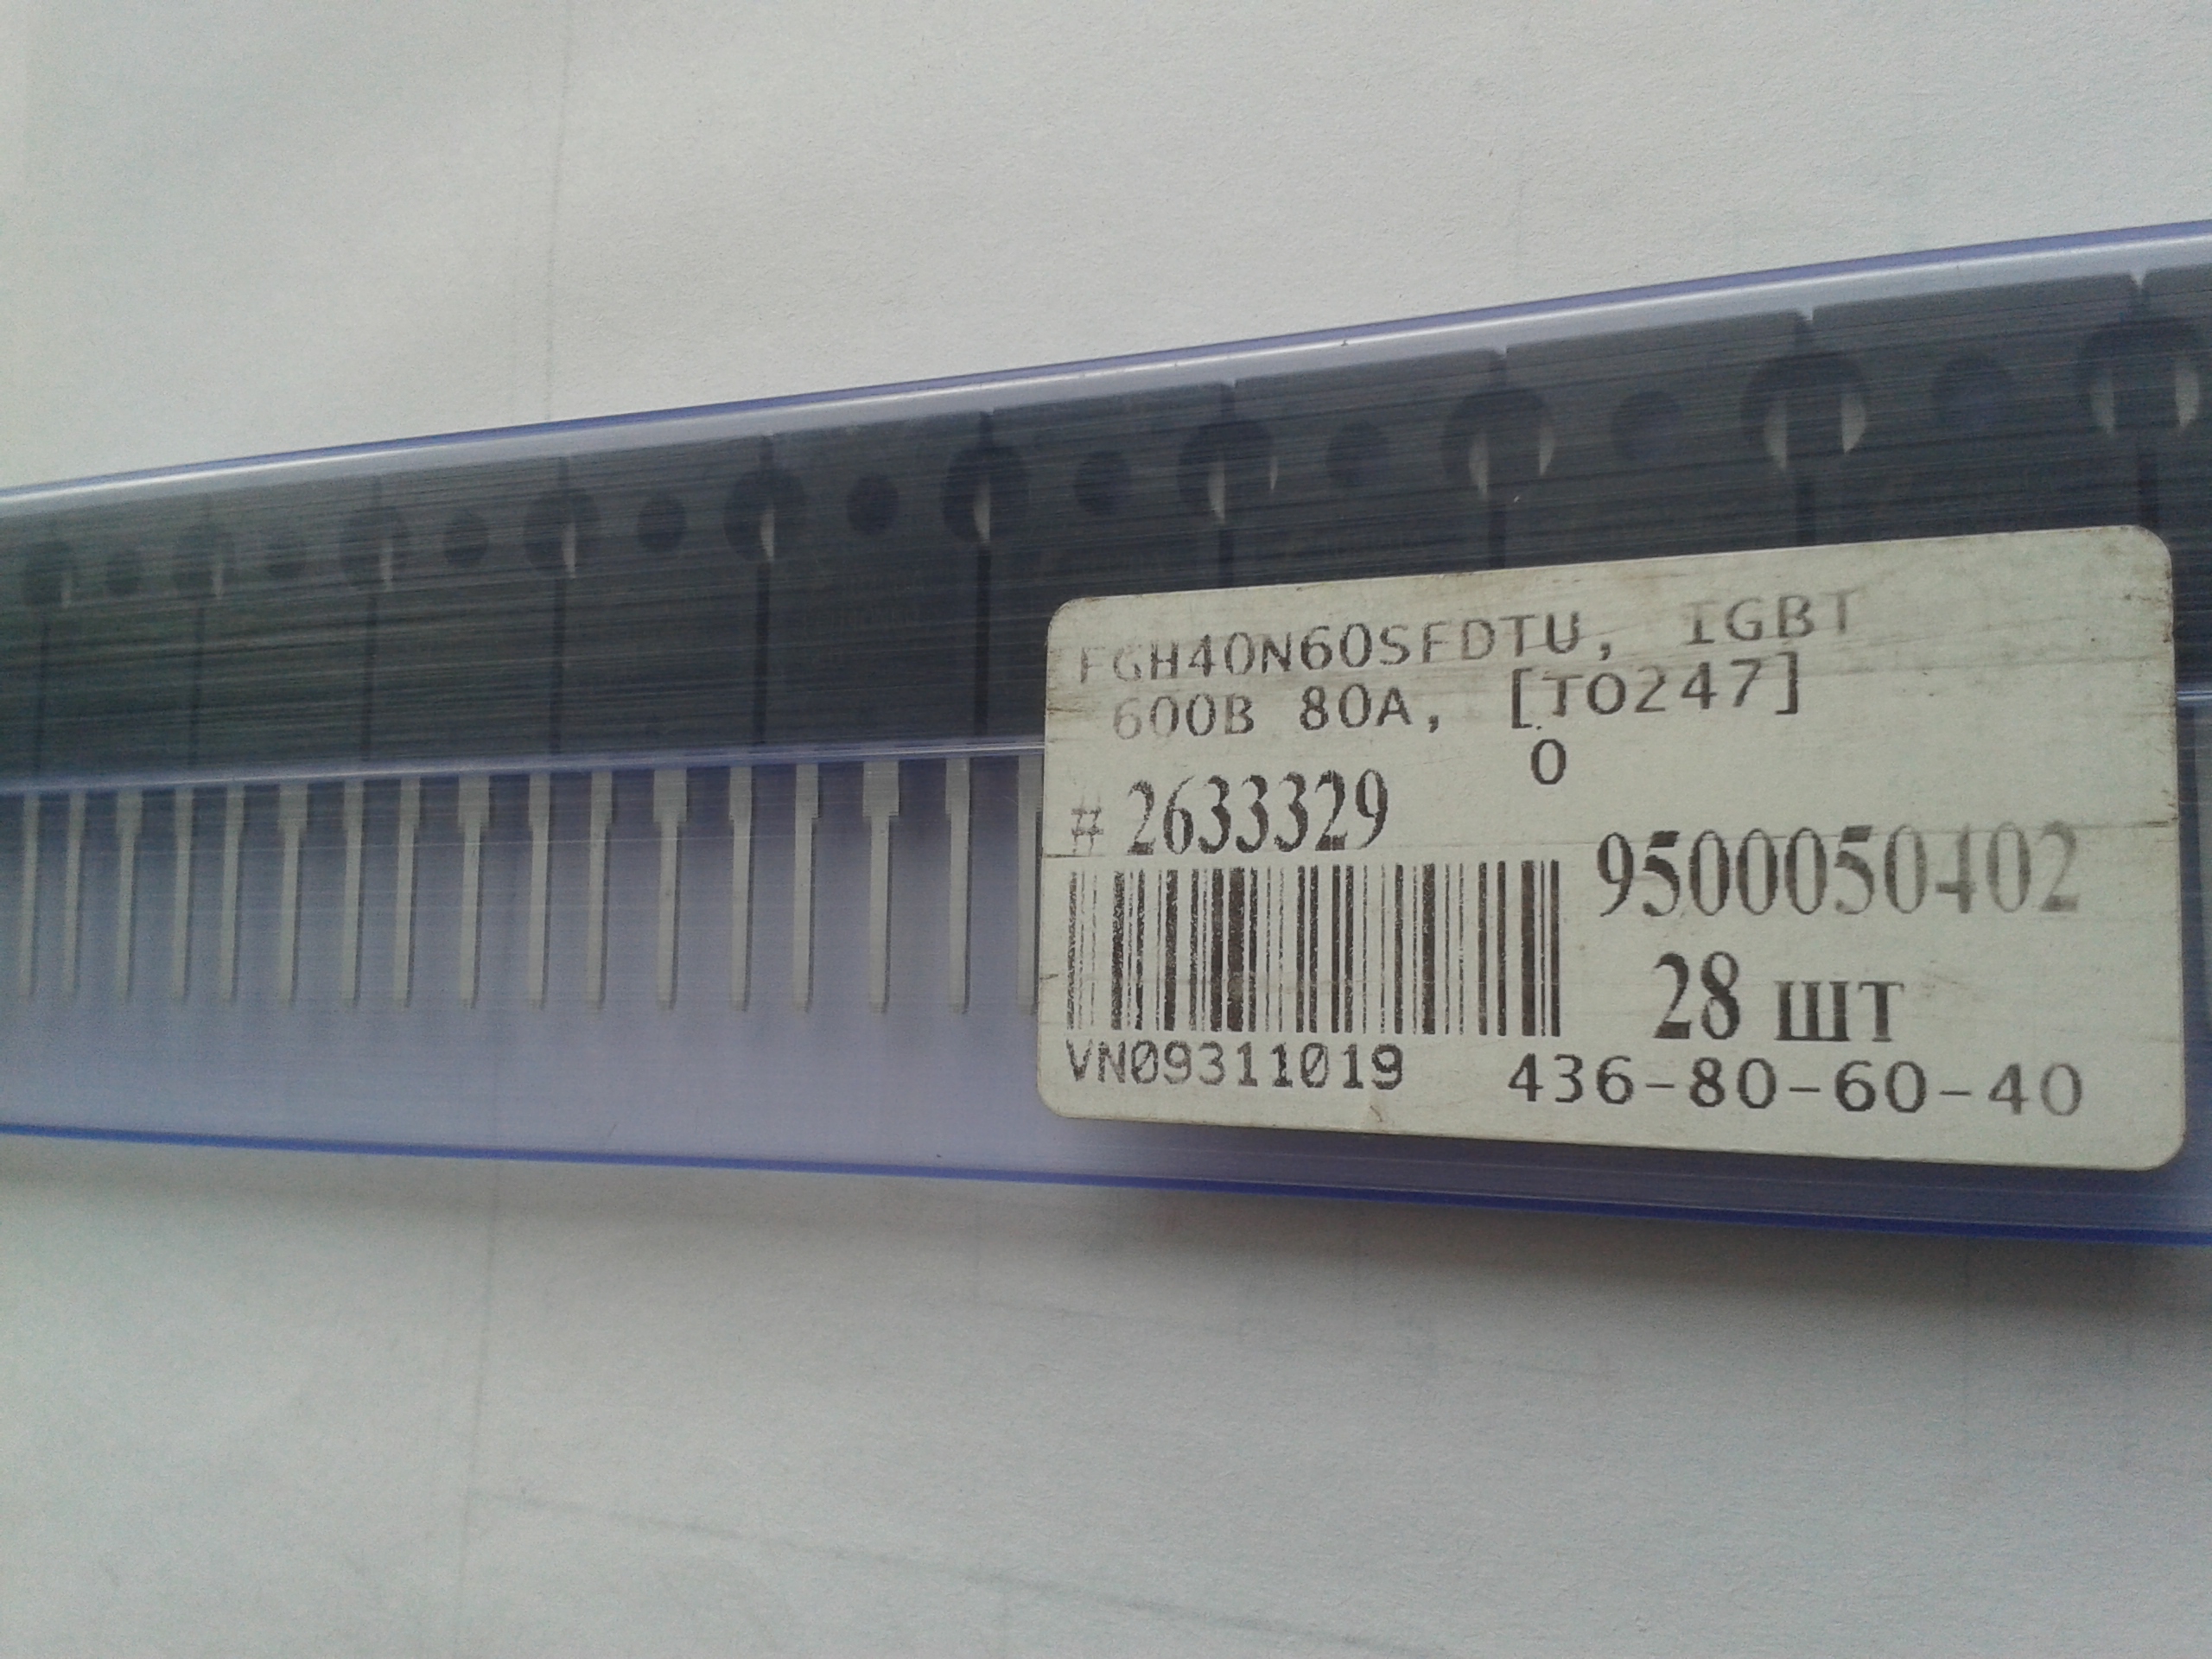 FGH40N60SFDTU, IGBT
600В 80А, [TO247]
0
# 2633329
9500050402
28 шт
VN09311019 436-80-60-40